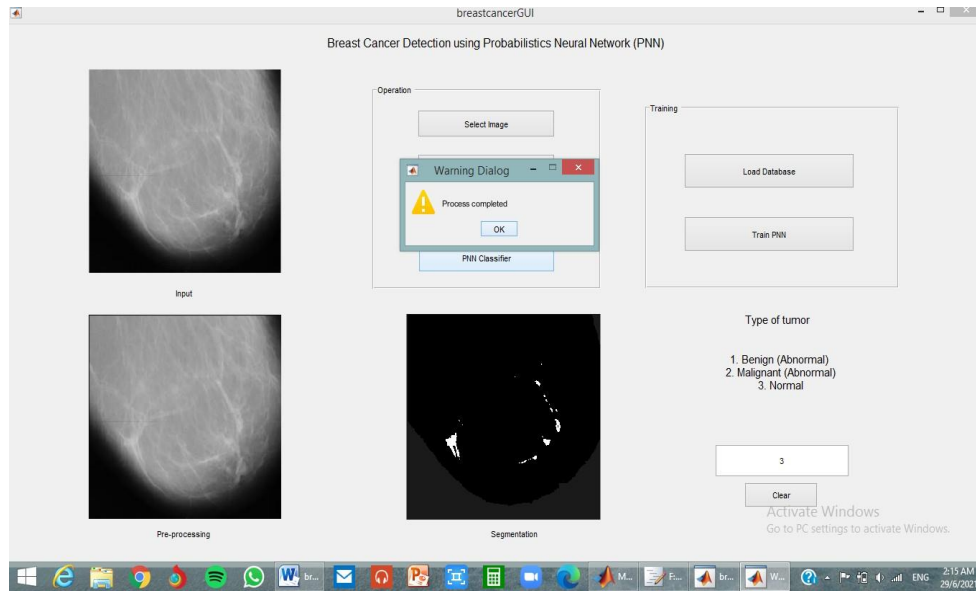 breastcancerGUI
Breast Cancer Detection using Probabilistics Neural Network (PNN)
Operation
Select Image
Warning Dialog
Process completed
OK
PNN Classifier
Training
Load Database
Train PNN
Input
Pre-processing
Segmentation
Type of tumor
1. Benign (Abnormal)
2. Malignant (Abnormal)
3. Normal
3
Clear
Activate Windows
Go to PC settings to activate Windows.
br...
M...
F...
br...
W...
ENG
2:15 AM
29/6/2021